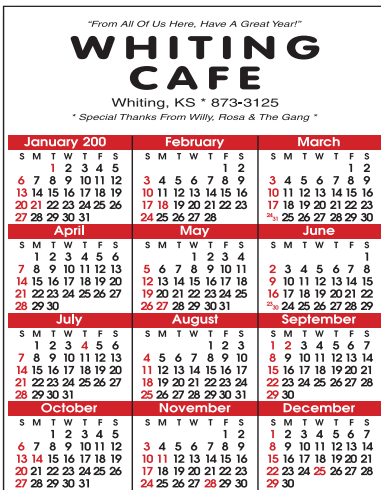 "From All Of Us Here, Have A Great Year!"
WHITING
CAFE
Whiting, KS * 873-3125
* Special Thanks From Willy, Rosa & The Gang *
January 200
S M T W T F S
1 2 3 4 5
6 7 8 9 10 11 12
13 14 15 16 17 18 19
20 21 22 23 24 25 26
27 28 29 30 31
February
S M T W T F S
1 2
3 4 5 6 7 8 9
10 11 12 13 14 15 16
17 18 19 20 21 22 23
24 25 26 27 28
March
S M T W T F S
1 2
3 4 5 6 7 8 9
10 11 12 13 14 15 16
17 18 19 20 21 22 23
24/31 25 26 27 28 29 30
April
S M T W T F S
1 2 3 4 5 6
7 8 9 10 11 12 13
14 15 16 17 18 19 20
21 22 23 24 25 26 27
28 29 30
May
S M T W T F S
1 2 3 4
5 6 7 8 9 10 11
12 13 14 15 16 17 18
19 20 21 22 23 24 25
26 27 28 29 30 31
June
S M T W T F S
1
2 3 4 5 6 7 8
9 10 11 12 13 14 15
16 17 18 19 20 21 22
23/30 24 25 26 27 28 29
July
S M T W T F S
1 2 3 4 5 6
7 8 9 10 11 12 13
14 15 16 17 18 19 20
21 22 23 24 25 26 27
28 29 30 31
August
S M T W T F S
1 2 3
4 5 6 7 8 9 10
11 12 13 14 15 16 17
18 19 20 21 22 23 24
25 26 27 28 29 30 31
September
S M T W T F S
1 2 3 4 5 6 7
8 9 10 11 12 13 14
15 16 17 18 19 20 21
22 23 24 25 26 27 28
29 30
October
S M T W T F S
1 2 3 4 5
6 7 8 9 10 11 12
13 14 15 16 17 18 19
20 21 22 23 24 25 26
27 28 29 30 31
November
S M T W T F S
1 2
3 4 5 6 7 8 9
10 11 12 13 14 15 16
17 18 19 20 21 22 23
24 25 26 27 28 29 30
December
S M T W T F S
1 2 3 4 5 6 7
8 9 10 11 12 13 14
15 16 17 18 19 20 21
22 23 24 25 26 27 28
29 30 31